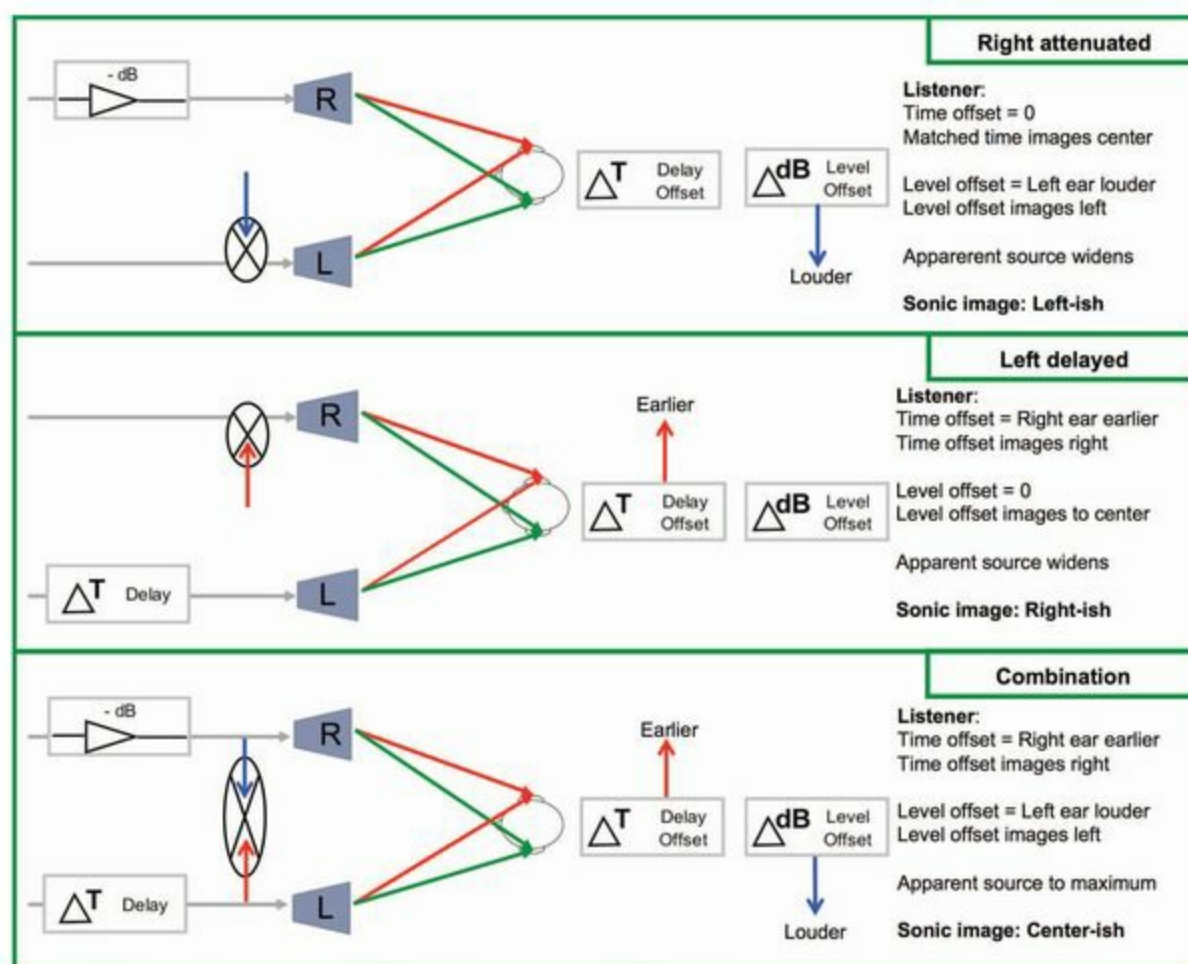 Right attenuated
- dB
R
L
△T Delay Offset
△dB Level Offset
Louder
Listener:
Time offset = 0
Matched time images center
Level offset = Left ear louder
Level offset images left
Apparerent source widens
Sonic image: Left-ish
Left delayed
R
△T Delay
L
Earlier
△T Delay Offset
△dB Level Offset
Listener:
Time offset = Right ear earlier
Time offset images right
Level offset = 0
Level offset images to center
Apparent source widens
Sonic image: Right-ish
Combination
- dB
R
△T Delay
L
Earlier
△T Delay Offset
△dB Level Offset
Louder
Listener:
Time offset = Right ear earlier
Time offset images right
Level offset = Left ear louder
Level offset images left
Apparent source to maximum
Sonic image: Center-ish